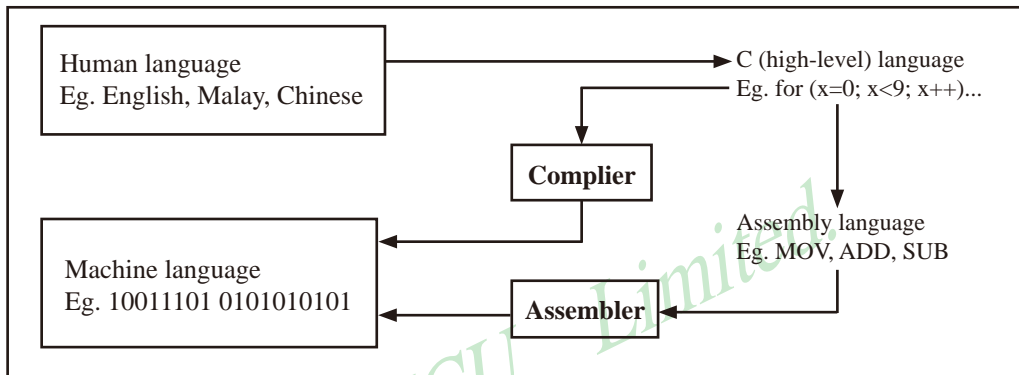 Human language
Eg. English, Malay, Chinese
C (high-level) language
Eg. for (x=0; x<9; x++)...
Complier
Assembly language
Eg. MOV, ADD, SUB
Machine language
Eg. 10011101 0101010101
Assembler
Limited.